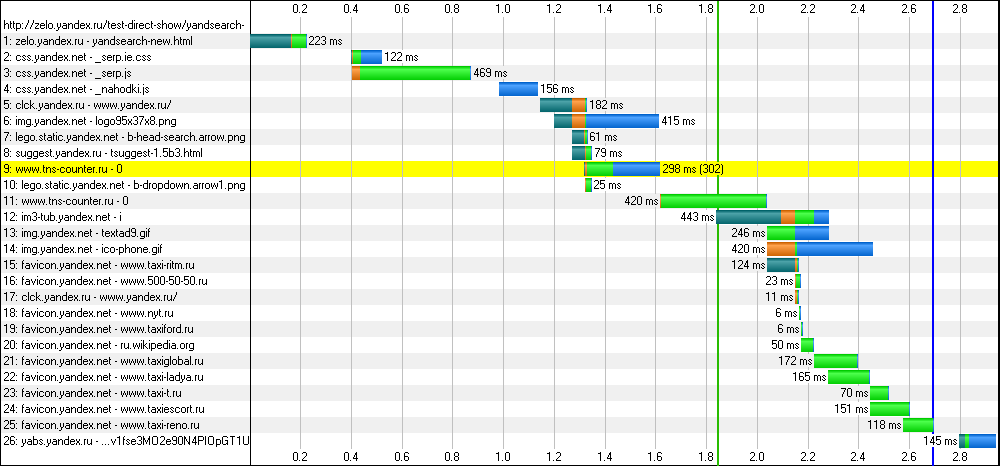 0.2 0.4 0.6 0.8 1.0 1.2 1.4 1.6 1.8 2.0 2.2 2.4 2.6 2.8
http://zelo.yandex.ru/test-direct-show/yandsearch-
1: zelo.yandex.ru - yandsearch-new.html 223 ms
2: css.yandex.net - _serp.ie.css 122 ms
3: css.yandex.net - _serp.js 469 ms
4: css.yandex.net - _nahodki.js 156 ms
5: clck.yandex.ru - www.yandex.ru/ 182 ms
6: img.yandex.net - logo95x37x8.png 415 ms
7: lego.static.yandex.net - b-head-search.arrow.png 61 ms
8: suggest.yandex.ru - tsuggest-1.5b3.html 79 ms
9: www.tns-counter.ru - 0 298 ms (302)
10: lego.static.yandex.net - b-dropdown.arrow1.png 25 ms
11: www.tns-counter.ru - 0 420 ms
12: im3-tub.yandex.net - i 443 ms
13: img.yandex.net - textad9.gif 246 ms
14: img.yandex.net - ico-phone.gif 420 ms
15: favicon.yandex.net - www.taxi-ritm.ru 124 ms
16: favicon.yandex.net - www.500-50-50.ru 23 ms
17: clck.yandex.ru - www.yandex.ru/ 11 ms
18: favicon.yandex.net - www.nyt.ru 6 ms
19: favicon.yandex.net - www.taxiford.ru 6 ms
20: favicon.yandex.net - ru.wikipedia.org 50 ms
21: favicon.yandex.net - www.taxiglobal.ru 172 ms
22: favicon.yandex.net - www.taxi-ladya.ru 165 ms
23: favicon.yandex.net - www.taxi-t.ru 70 ms
24: favicon.yandex.net - www.taxiescort.ru 151 ms
25: favicon.yandex.net - www.taxi-reno.ru 118 ms
26: yabs.yandex.ru - ...v1fse3MO2e90N4PIOpGT1U 145 ms
0.2 0.4 0.6 0.8 1.0 1.2 1.4 1.6 1.8 2.0 2.2 2.4 2.6 2.8